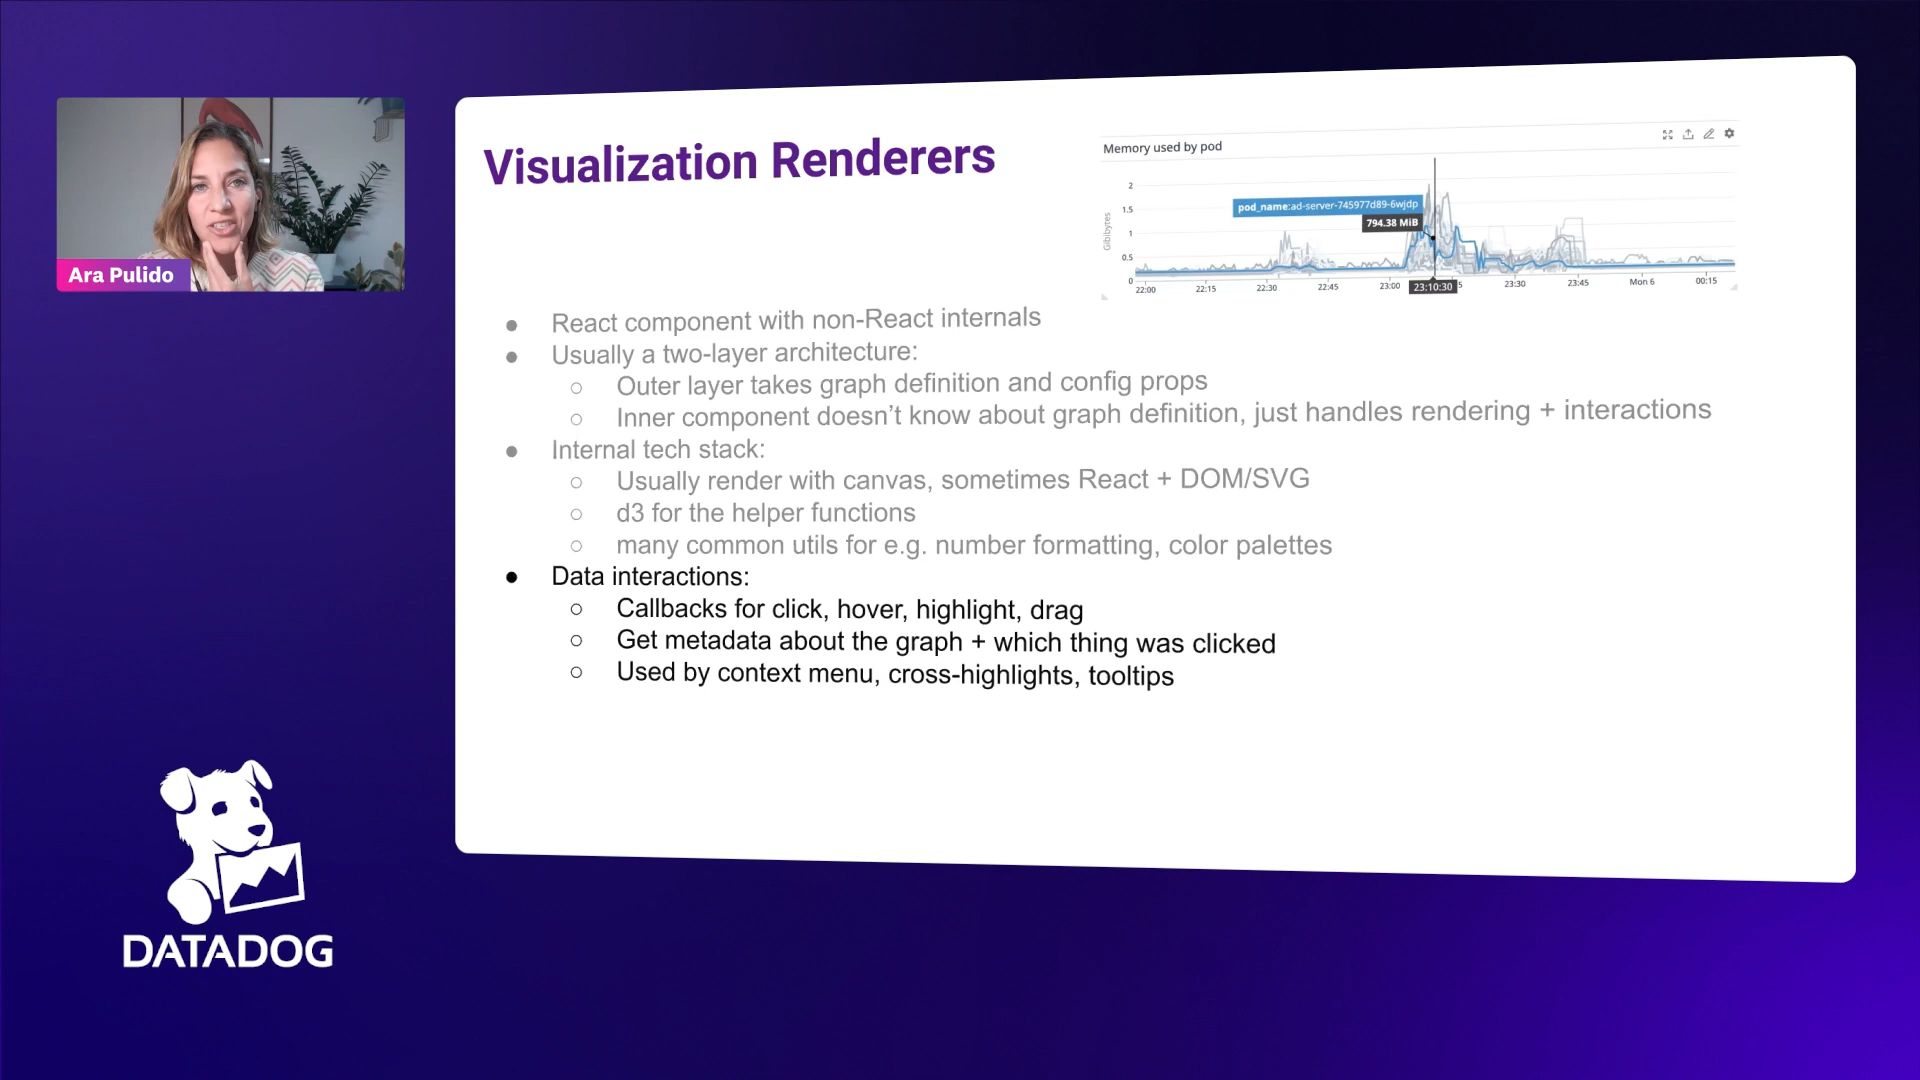 Ara Pulido
Visualization Renderers
Memory used by pod
Gibibytes
2
1.5
1
0.5
0
pod_name:ad-server-745977d89-6wjdp
794.38 MiB
22:00 22:15 22:30 22:45 23:00 23:10:30 5 23:30 23:45 Mon 6 00:15
● React component with non-React internals
● Usually a two-layer architecture:
○ Outer layer takes graph definition and config props
○ Inner component doesn’t know about graph definition, just handles rendering + interactions
● Internal tech stack:
○ Usually render with canvas, sometimes React + DOM/SVG
○ d3 for the helper functions
○ many common utils for e.g. number formatting, color palettes
● Data interactions:
○ Callbacks for click, hover, highlight, drag
○ Get metadata about the graph + which thing was clicked
○ Used by context menu, cross-highlights, tooltips
DATADOG